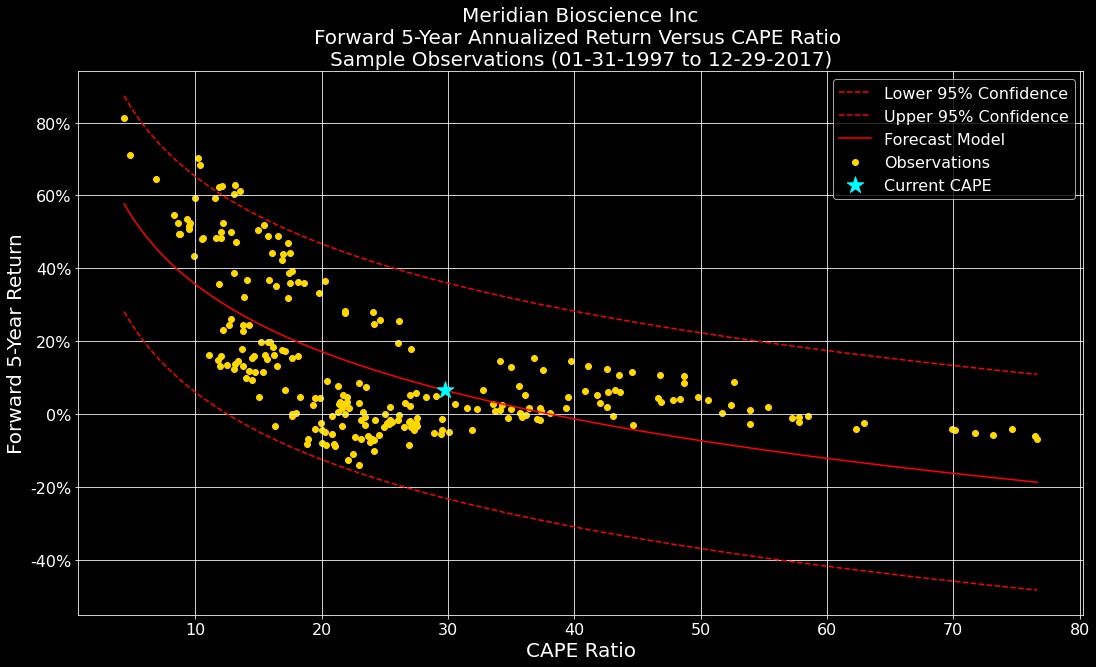 Meridian Bioscience Inc
Forward 5-Year Annualized Return Versus CAPE Ratio
Sample Observations (01-31-1997 to 12-29-2017)
Lower 95% Confidence
Upper 95% Confidence
Forecast Model
Observations
Current CAPE
Forward 5-Year Return
80%
60%
40%
20%
0%
-20%
-40%
10 20 30 40 50 60 70 80
CAPE Ratio